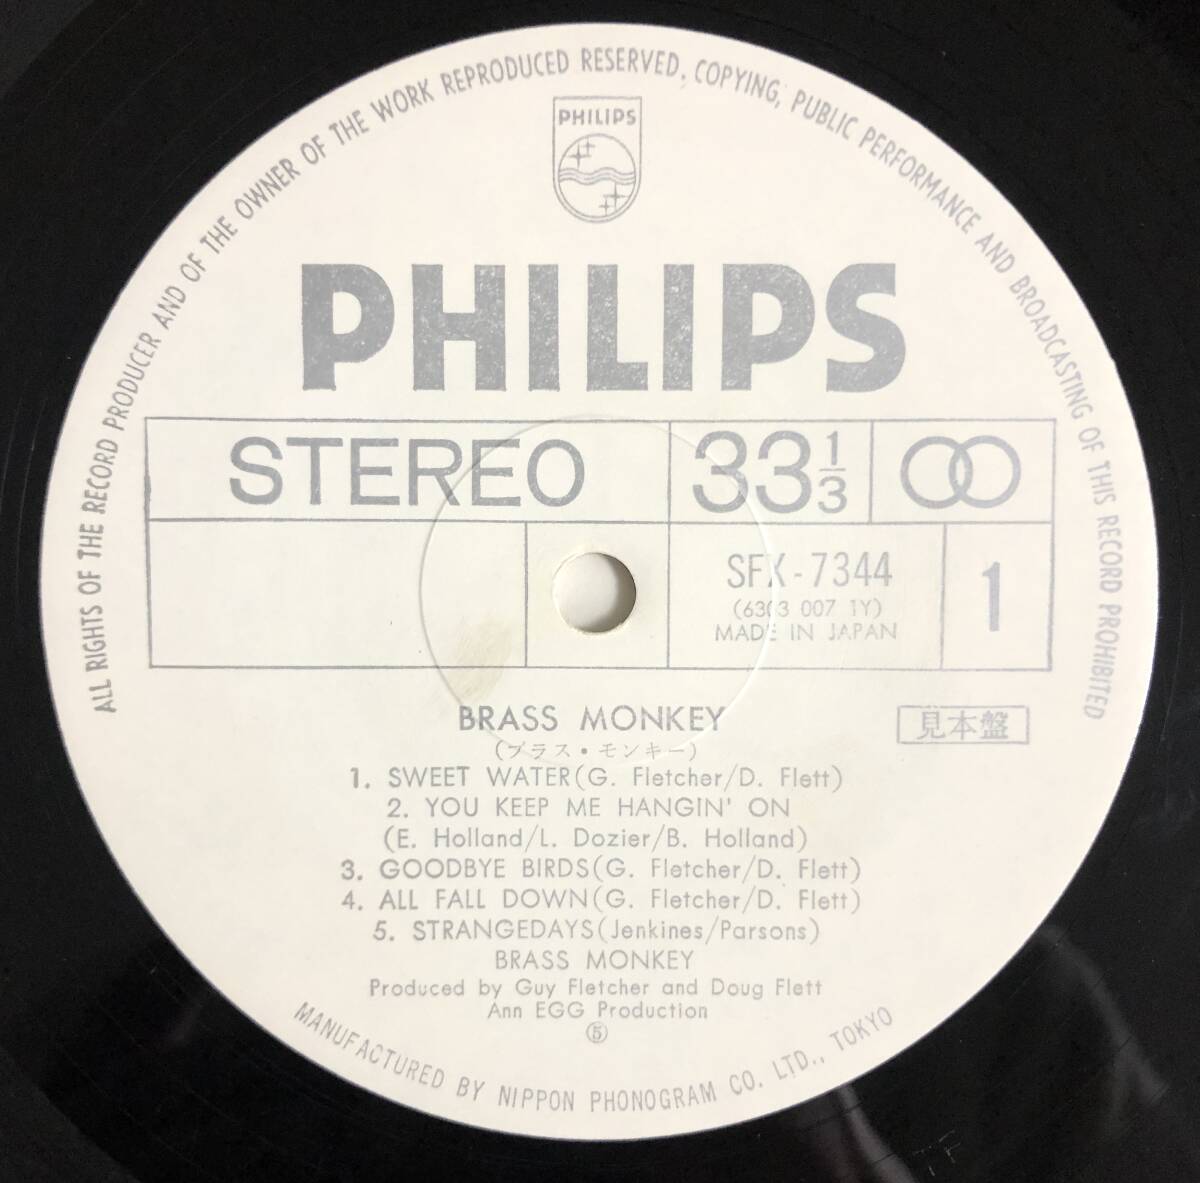 ALL RIGHTS OF THE RECORD PRODUCER AND OF THE OWNER OF THE WORK REPRODUCED RESERVED. COPYING, PUBLIC PERFORMANCE AND BROADCASTING OF THIS RECORD PROHIBITED
PHILIPS
PHILIPS
STEREO 33 1/3
SFX-7344 1
(6303 007 1Y)
MADE IN JAPAN
BRASS MONKEY 見本盤
(ブラス・モンキー)
1. SWEET WATER(G. Fletcher/D. Flett)
2. YOU KEEP ME HANGIN' ON
(E. Holland/L. Dozier/B. Holland)
3. GOODBYE BIRDS(G. Fletcher/D. Flett)
4. ALL FALL DOWN(G. Fletcher/D. Flett)
5. STRANGEDAYS(Jenkines/Parsons)
BRASS MONKEY
Produced by Guy Fletcher and Doug Flett
Ann EGG Production
⑤
MANUFACTURED BY NIPPON PHONOGRAM CO. LTD., TOKYO